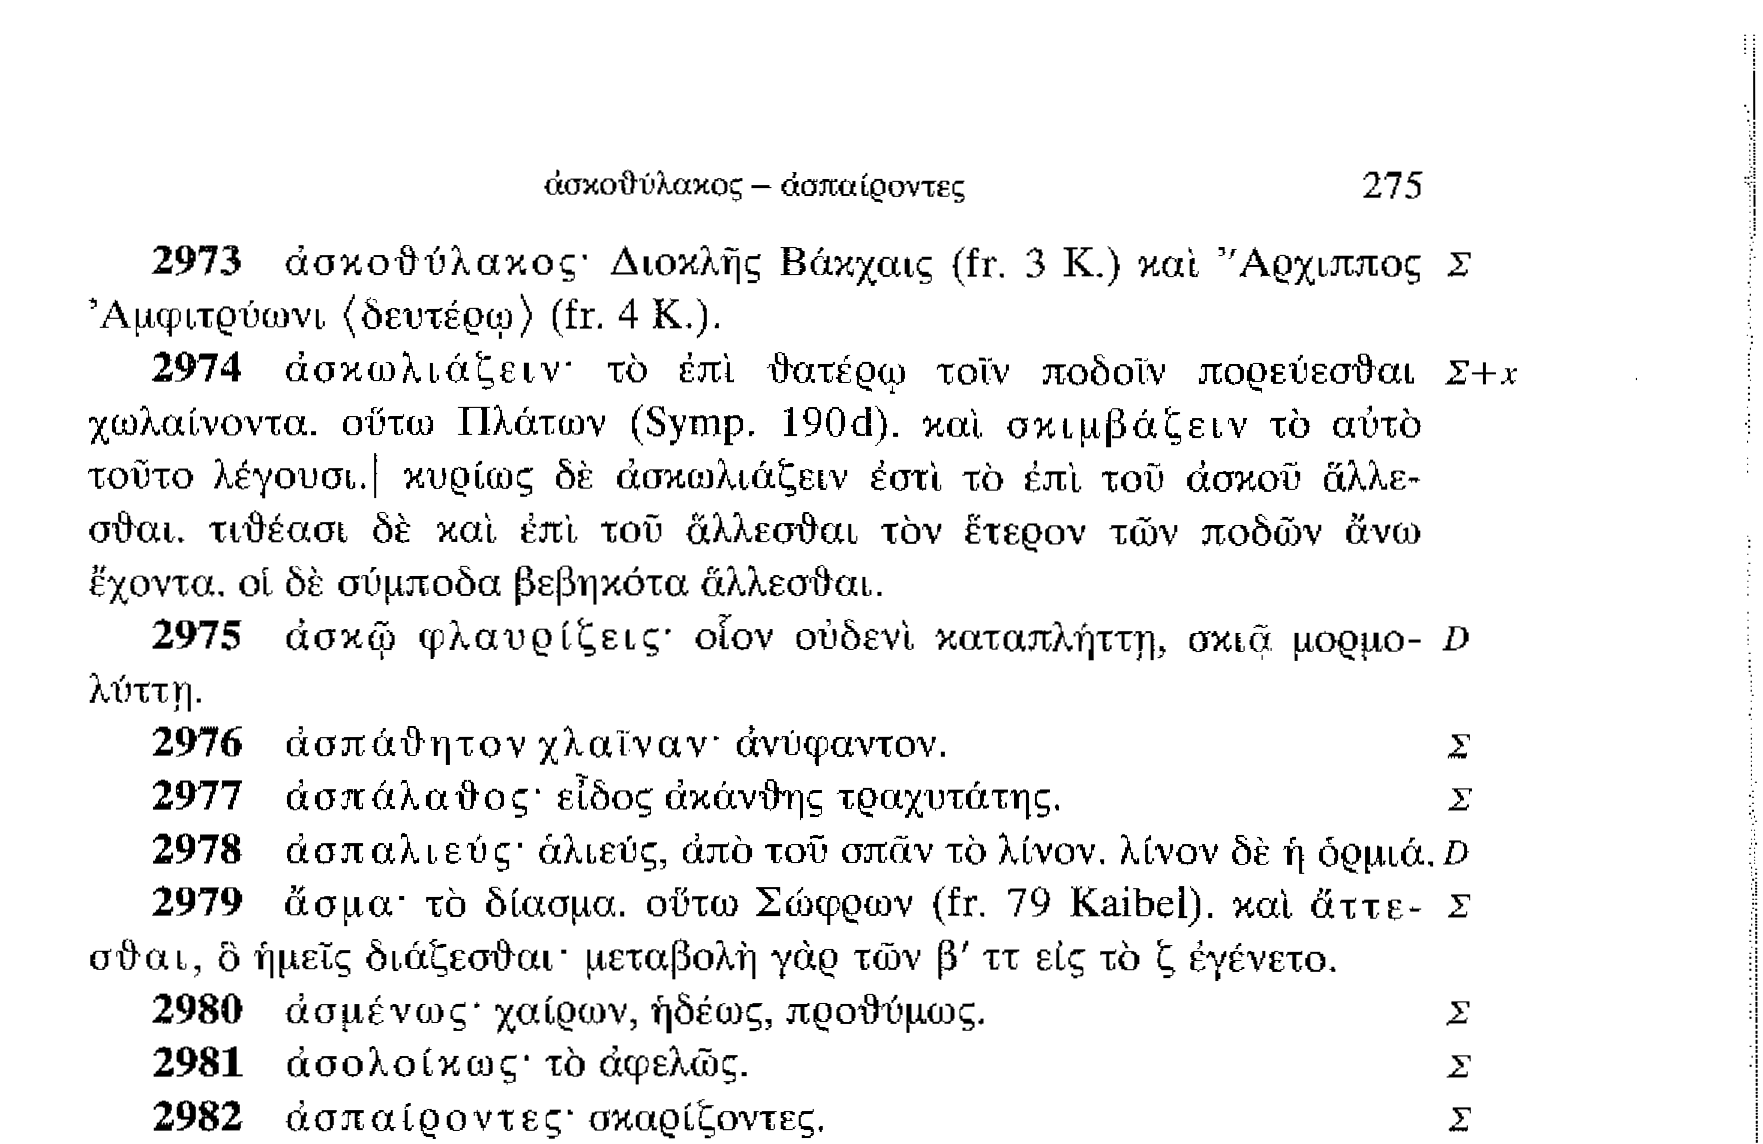 ἀσκοθύλακος – ἀσπαίροντες 275
2973 ἀσκοθύλακος· Διοκλῆς Βάκχαις (fr. 3 K.) καὶ Ἄρχιππος Σ
Ἀμφιτρύωνι ⟨δευτέρῳ⟩ (fr. 4 K.).
2974 ἀσκωλιάζειν· τὸ ἐπὶ θατέρῳ τοῖν ποδοῖν πορεύεσθαι Σ+x
χωλαίνοντα. οὕτω Πλάτων (Symp. 190d). καὶ σκιμβάζειν τὸ αὐτὸ
τοῦτο λέγουσι.| κυρίως δὲ ἀσκωλιάζειν ἐστὶ τὸ ἐπὶ τοῦ ἀσκοῦ ἅλλε-
σθαι. τιθέασι δὲ καὶ ἐπὶ τοῦ ἅλλεσθαι τὸν ἕτερον τῶν ποδῶν ἄνω
ἔχοντα. οἱ δὲ σύμποδα βεβηκότα ἅλλεσθαι.
2975 ἀσκῷ φλαυρίζεις· οἷον οὐδενὶ καταπλήττῃ, σκιᾷ μορμο- D
λύττῃ.
2976 ἀσπάθητον χλαῖναν· ἀνύφαντον. Σ
2977 ἀσπάλαθος· εἶδος ἀκάνθης τραχυτάτης. Σ
2978 ἀσπαλιεύς· ἁλιεύς, ἀπὸ τοῦ σπᾶν τὸ λίνον. λίνον δὲ ἡ ὁρμιά. D
2979 ἄσμα· τὸ δίασμα. οὕτω Σώφρων (fr. 79 Kaibel). καὶ ἄττε- Σ
σθαι, ὃ ἡμεῖς διάζεσθαι· μεταβολὴ γὰρ τῶν β′ ττ εἰς τὸ ζ ἐγένετο.
2980 ἀσμένως· χαίρων, ἡδέως, προθύμως. Σ
2981 ἀσολοίκως· τὸ ἀφελῶς. Σ
2982 ἀσπαίροντες· σκαρίζοντες. Σ